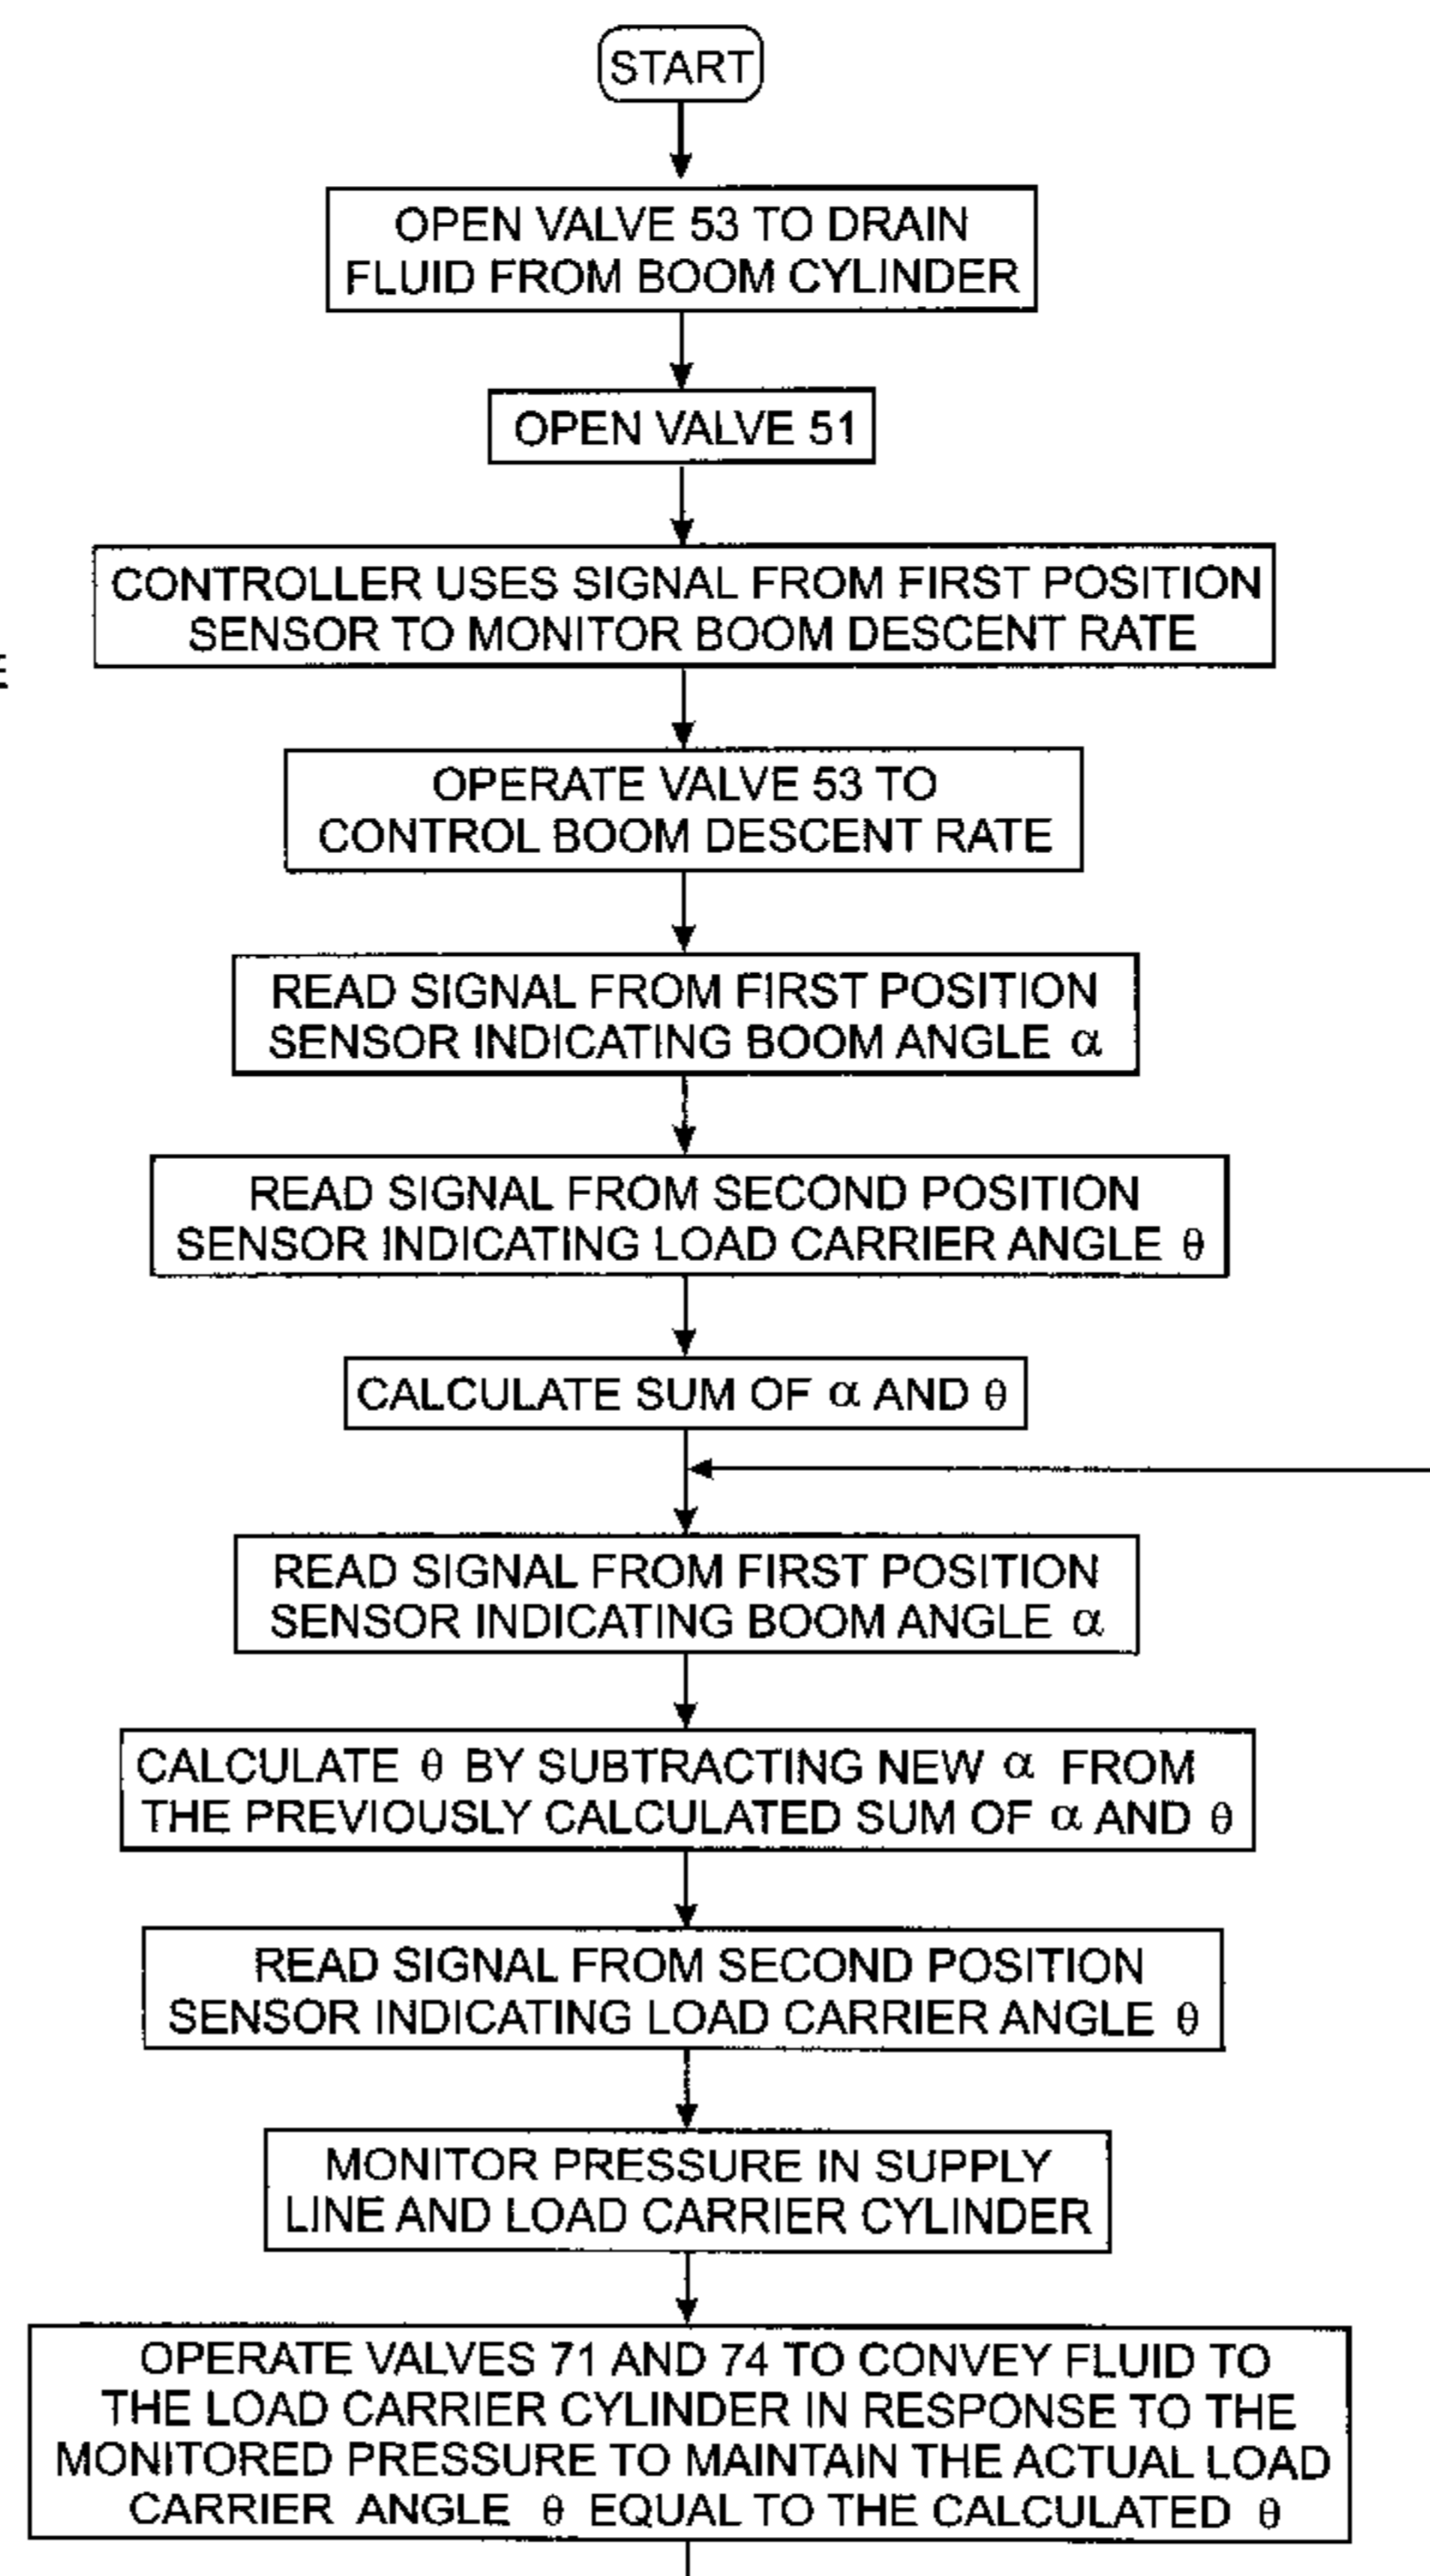 START
OPEN VALVE 53 TO DRAIN
FLUID FROM BOOM CYLINDER
OPEN VALVE 51
CONTROLLER USES SIGNAL FROM FIRST POSITION
SENSOR TO MONITOR BOOM DESCENT RATE
E
OPERATE VALVE 53 TO
CONTROL BOOM DESCENT RATE
READ SIGNAL FROM FIRST POSITION
SENSOR INDICATING BOOM ANGLE α
READ SIGNAL FROM SECOND POSITION
SENSOR INDICATING LOAD CARRIER ANGLE θ
CALCULATE SUM OF α AND θ
READ SIGNAL FROM FIRST POSITION
SENSOR INDICATING BOOM ANGLE α
CALCULATE θ BY SUBTRACTING NEW α FROM
THE PREVIOUSLY CALCULATED SUM OF α AND θ
READ SIGNAL FROM SECOND POSITION
SENSOR INDICATING LOAD CARRIER ANGLE θ
MONITOR PRESSURE IN SUPPLY
LINE AND LOAD CARRIER CYLINDER
OPERATE VALVES 71 AND 74 TO CONVEY FLUID TO
THE LOAD CARRIER CYLINDER IN RESPONSE TO THE
MONITORED PRESSURE TO MAINTAIN THE ACTUAL LOAD
CARRIER ANGLE θ EQUAL TO THE CALCULATED θ